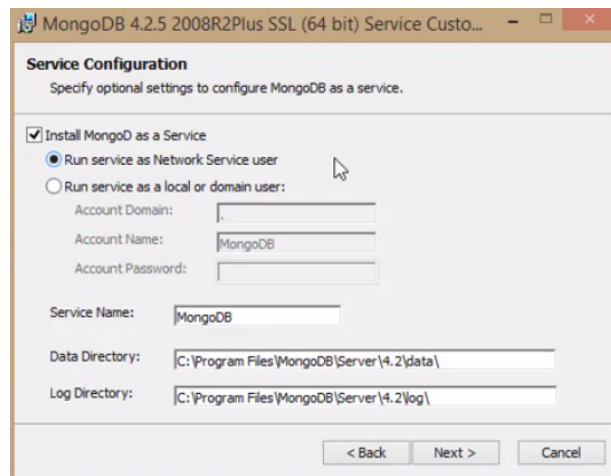 MongoDB 4.2.5 2008R2Plus SSL (64 bit) Service Custo...
Service Configuration
Specify optional settings to configure MongoDB as a service.
Install MongoD as a Service
Run service as Network Service user
Run service as a local or domain user:
Account Domain: .
Account Name: MongoDB
Account Password:
Service Name: MongoDB
Data Directory: C:\Program Files\MongoDB\Server\4.2\data\
Log Directory: C:\Program Files\MongoDB\Server\4.2\log\
< Back Next > Cancel